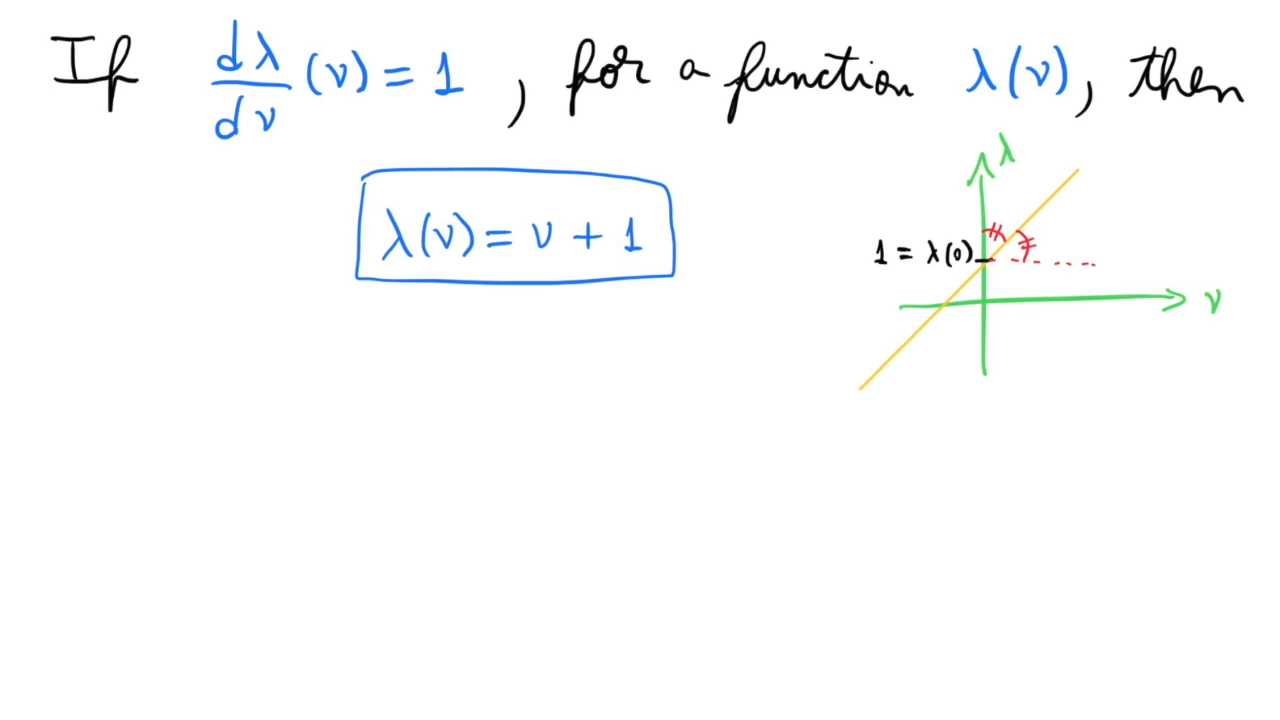 If dλ/dν (ν) = 1 , for a function λ(ν), then
λ(ν) = ν + 1
λ
1 = λ(0)
ν